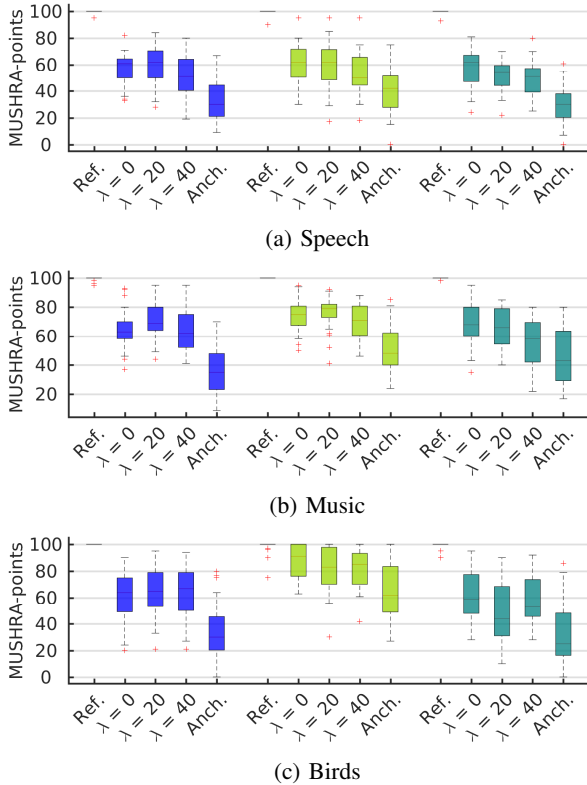 MUSHRA-points
100
80
60
40
20
0
Ref. λ = 0 λ = 20 λ = 40 Anch. Ref. λ = 0 λ = 20 λ = 40 Anch. Ref. λ = 0 λ = 20 λ = 40 Anch.
(a) Speech
MUSHRA-points
100
80
60
40
20
Ref. λ = 0 λ = 20 λ = 40 Anch. Ref. λ = 0 λ = 20 λ = 40 Anch. Ref. λ = 0 λ = 20 λ = 40 Anch.
(b) Music
MUSHRA-points
100
80
60
40
20
0
Ref. λ = 0 λ = 20 λ = 40 Anch. Ref. λ = 0 λ = 20 λ = 40 Anch. Ref. λ = 0 λ = 20 λ = 40 Anch.
(c) Birds